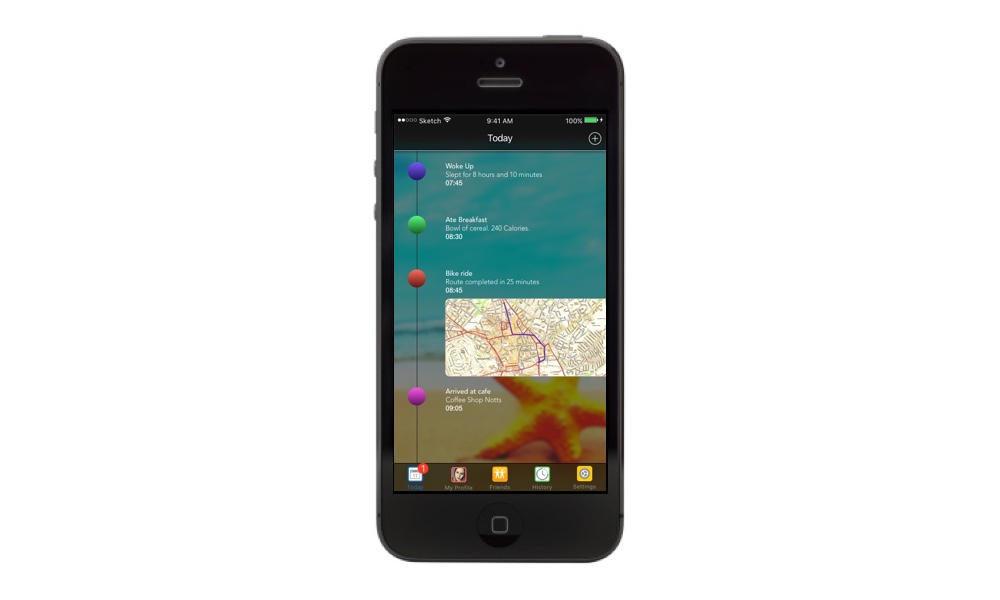 Sketch 9:41 AM 100%
Today
Woke Up
Slept for 8 hours and 10 minutes
07:45
Ate Breakfast
Bowl of cereal. 240 Calories.
08:30
Bike ride
Route completed in 25 minutes
08:45
Arrived at cafe
Coffee Shop Notts
09:05
1
Today My Profile Friends History Settings